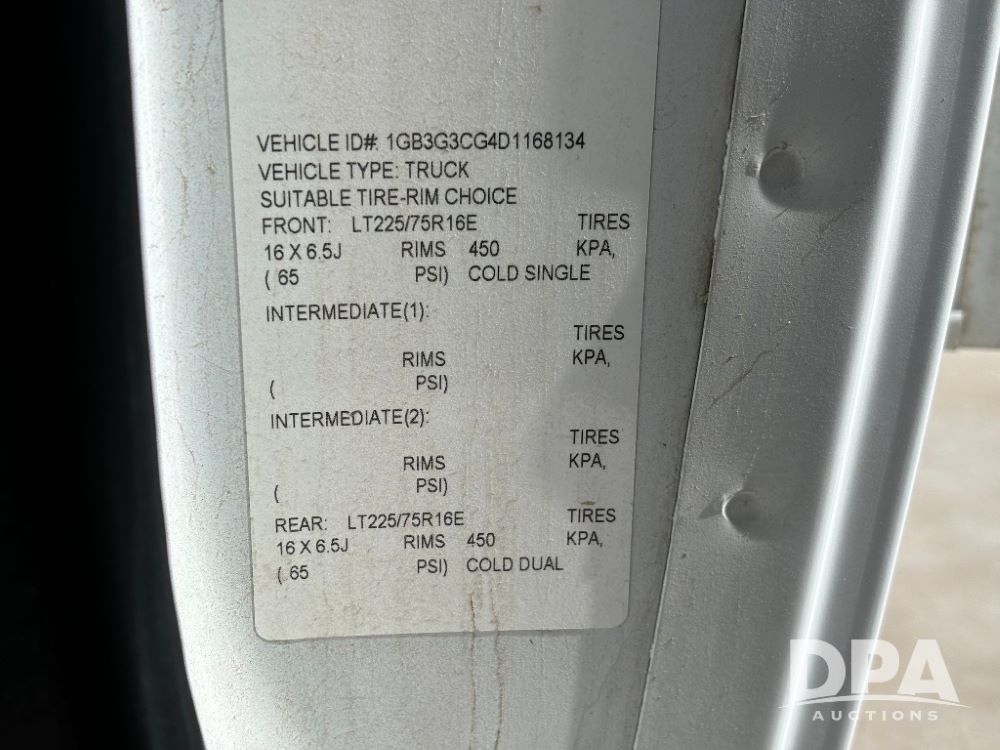 VEHICLE ID#: 1GB3G3CG4D1168134
VEHICLE TYPE: TRUCK
SUITABLE TIRE-RIM CHOICE
FRONT: LT225/75R16E TIRES
16 X 6.5J RIMS 450 KPA,
( 65 PSI) COLD SINGLE
INTERMEDIATE(1):
TIRES
RIMS KPA,
( PSI)
INTERMEDIATE(2):
TIRES
RIMS KPA,
( PSI)
REAR: LT225/75R16E TIRES
16 X 6.5J RIMS 450 KPA,
( 65 PSI) COLD DUAL
DPA
AUCTIONS